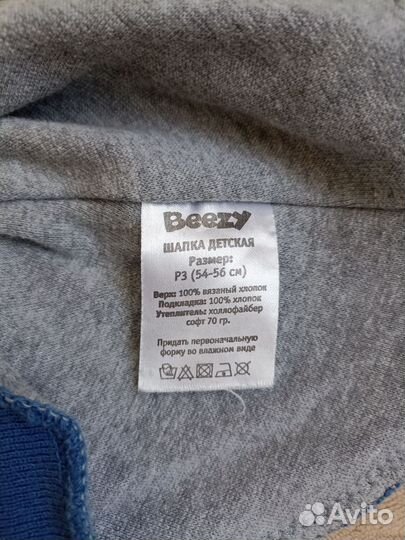 Beezy
ШАПКА ДЕТСКАЯ
Размер:
Р3 (54-56 см)
Верх: 100% вязаный хлопок
Подкладка: 100% хлопок
Утеплитель: холлофайбер
софт 70 гр.
Придать первоначальную
форму во влажном виде
Avito